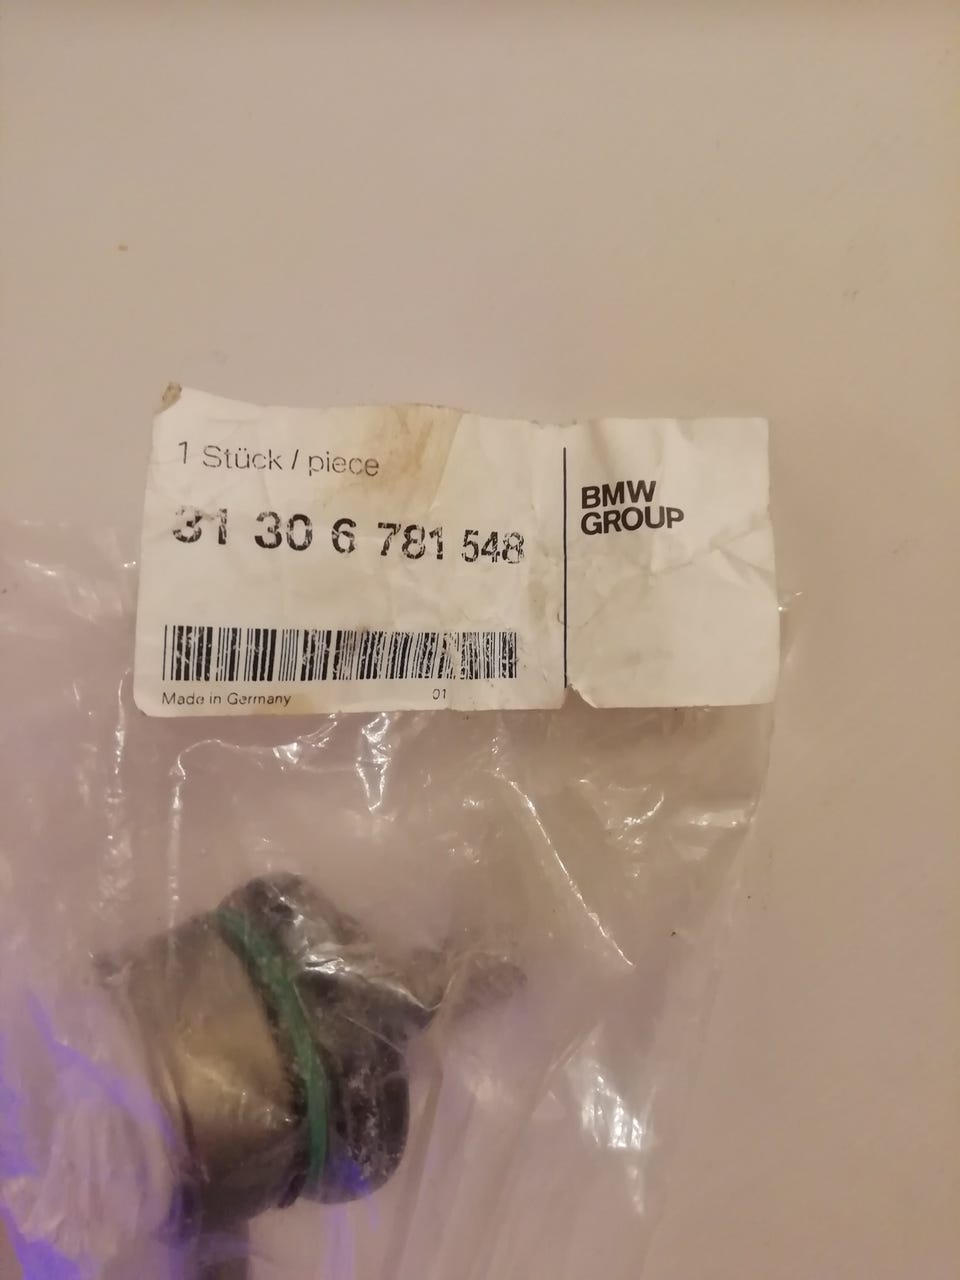 1 Stück / piece
31 30 6 781 548
Made in Germany 01
BMW
GROUP